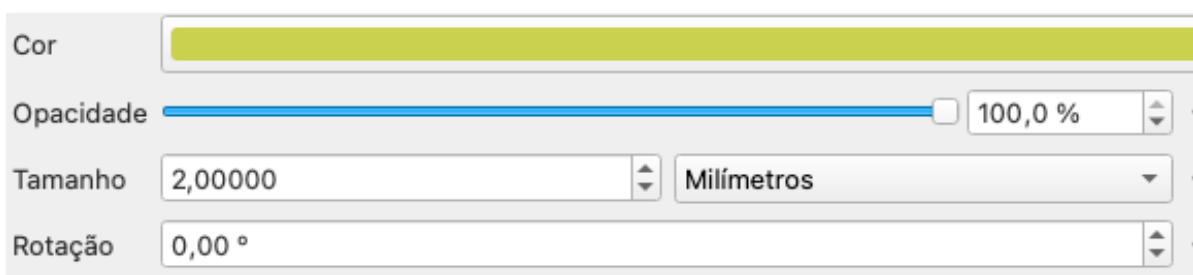 Cor
Opacidade 100,0 %
Tamanho 2,00000 Milímetros
Rotação 0,00 °